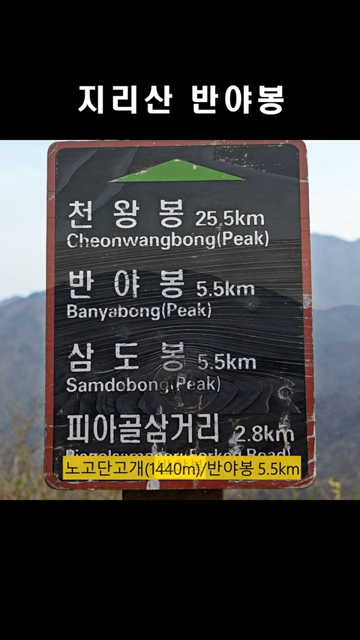 지리산 반야봉
천 왕 봉 25.5km
Cheonwangbong(Peak)
반 야 봉 5.5km
Banyabong(Peak)
삼 도 봉 5.5km
Samdobong(Peak)
피아골삼거리 2.8km
노고단고개(1440m)/반야봉 5.5km